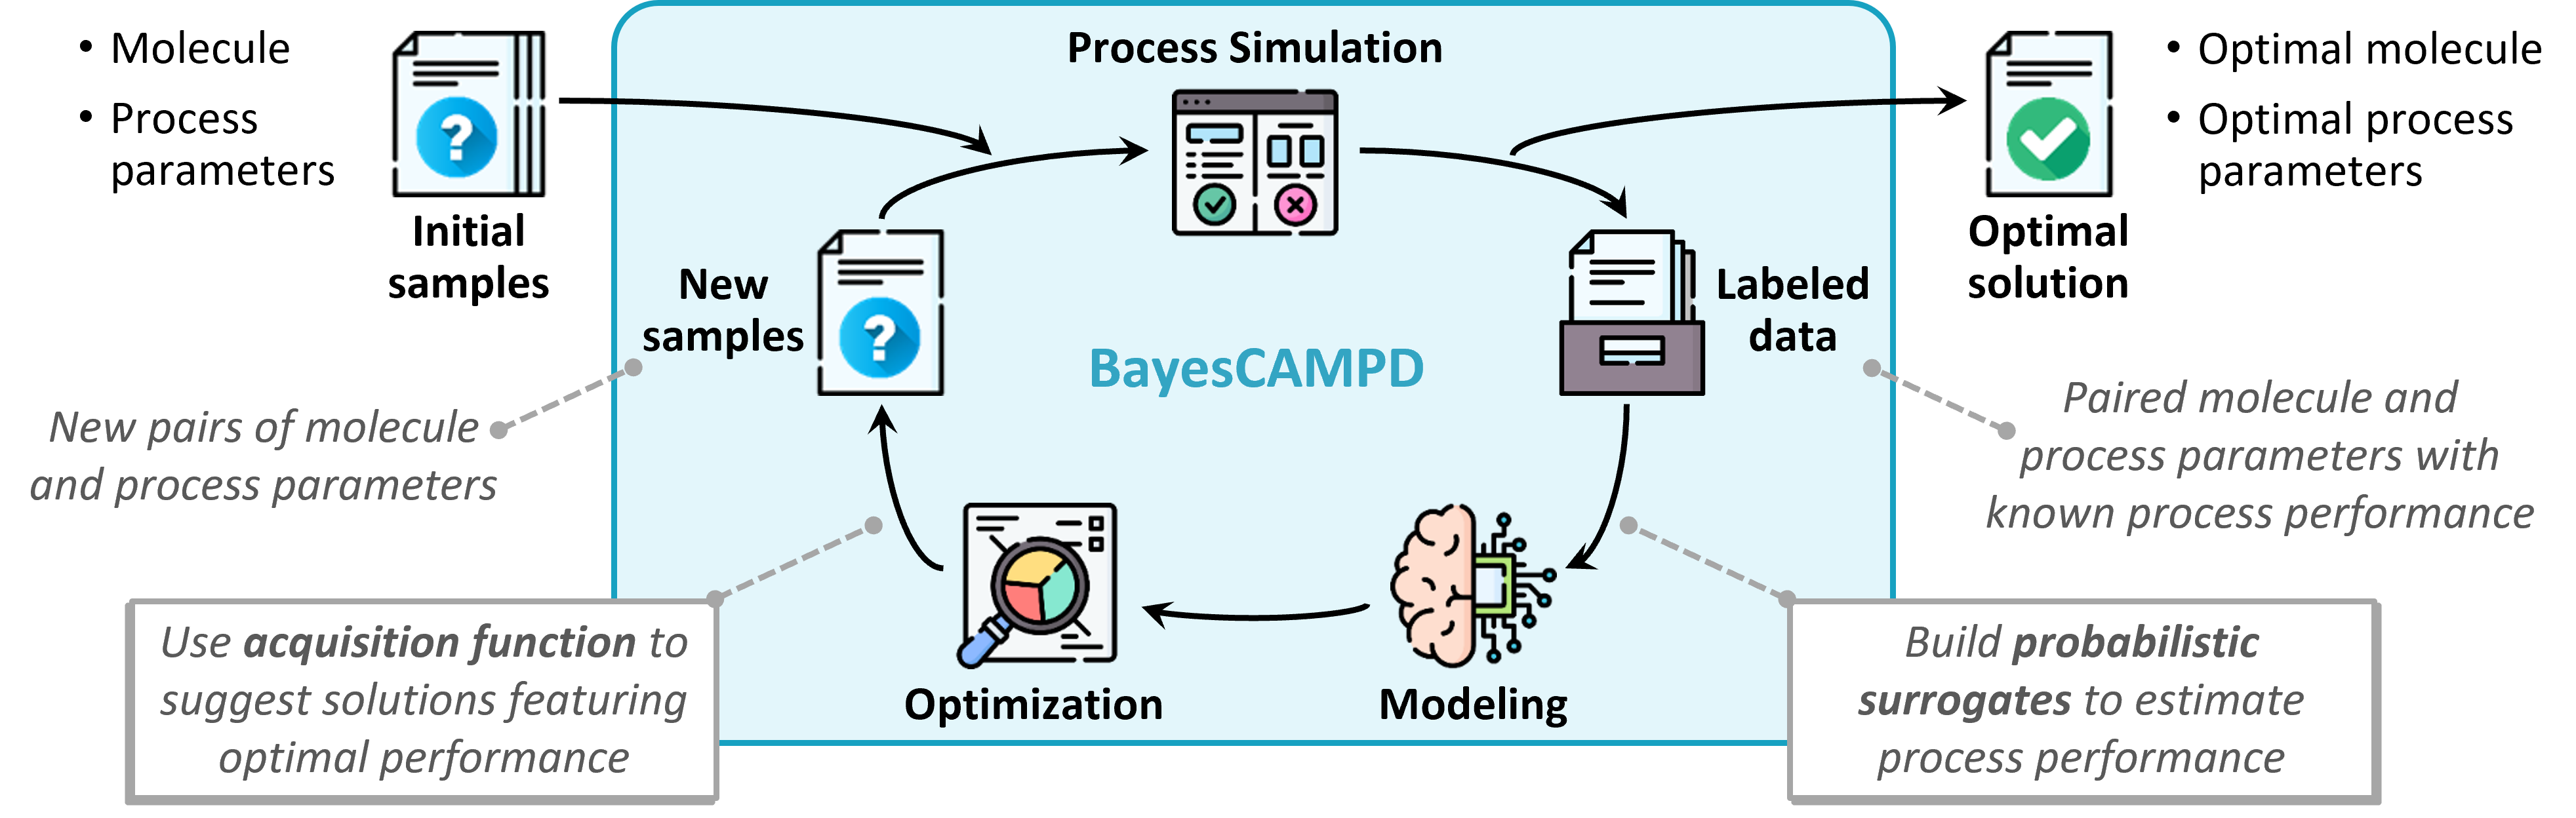 • Molecule
• Process
parameters
Initial
samples
Process Simulation
• Optimal molecule
• Optimal process
parameters
Optimal
solution
New
samples
Labeled
data
BayesCAMPD
New pairs of molecule
and process parameters
Paired molecule and
process parameters with
known process performance
Optimization
Modeling
Use acquisition function to
suggest solutions featuring
optimal performance
Build probabilistic
surrogates to estimate
process performance